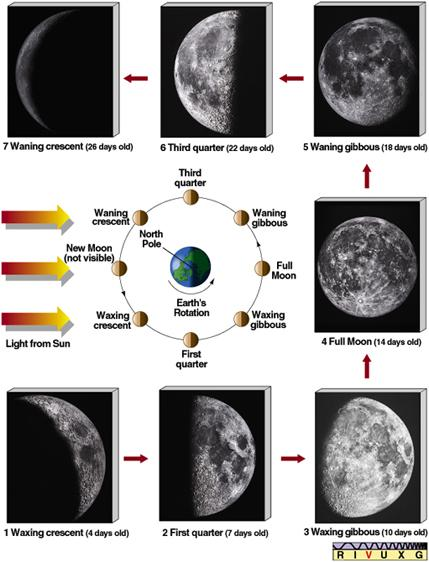 7 Waning crescent (26 days old)
6 Third quarter (22 days old)
5 Waning gibbous (18 days old)
Third
quarter
Waning
crescent
North
Pole
Waning
gibbous
New Moon
(not visible)
Full
Moon
Earth's
Rotation
Waxing
crescent
Waxing
gibbous
Light from Sun
First
quarter
4 Full Moon (14 days old)
1 Waxing crescent (4 days old)
2 First quarter (7 days old)
3 Waxing gibbous (10 days old)
R I V U X G